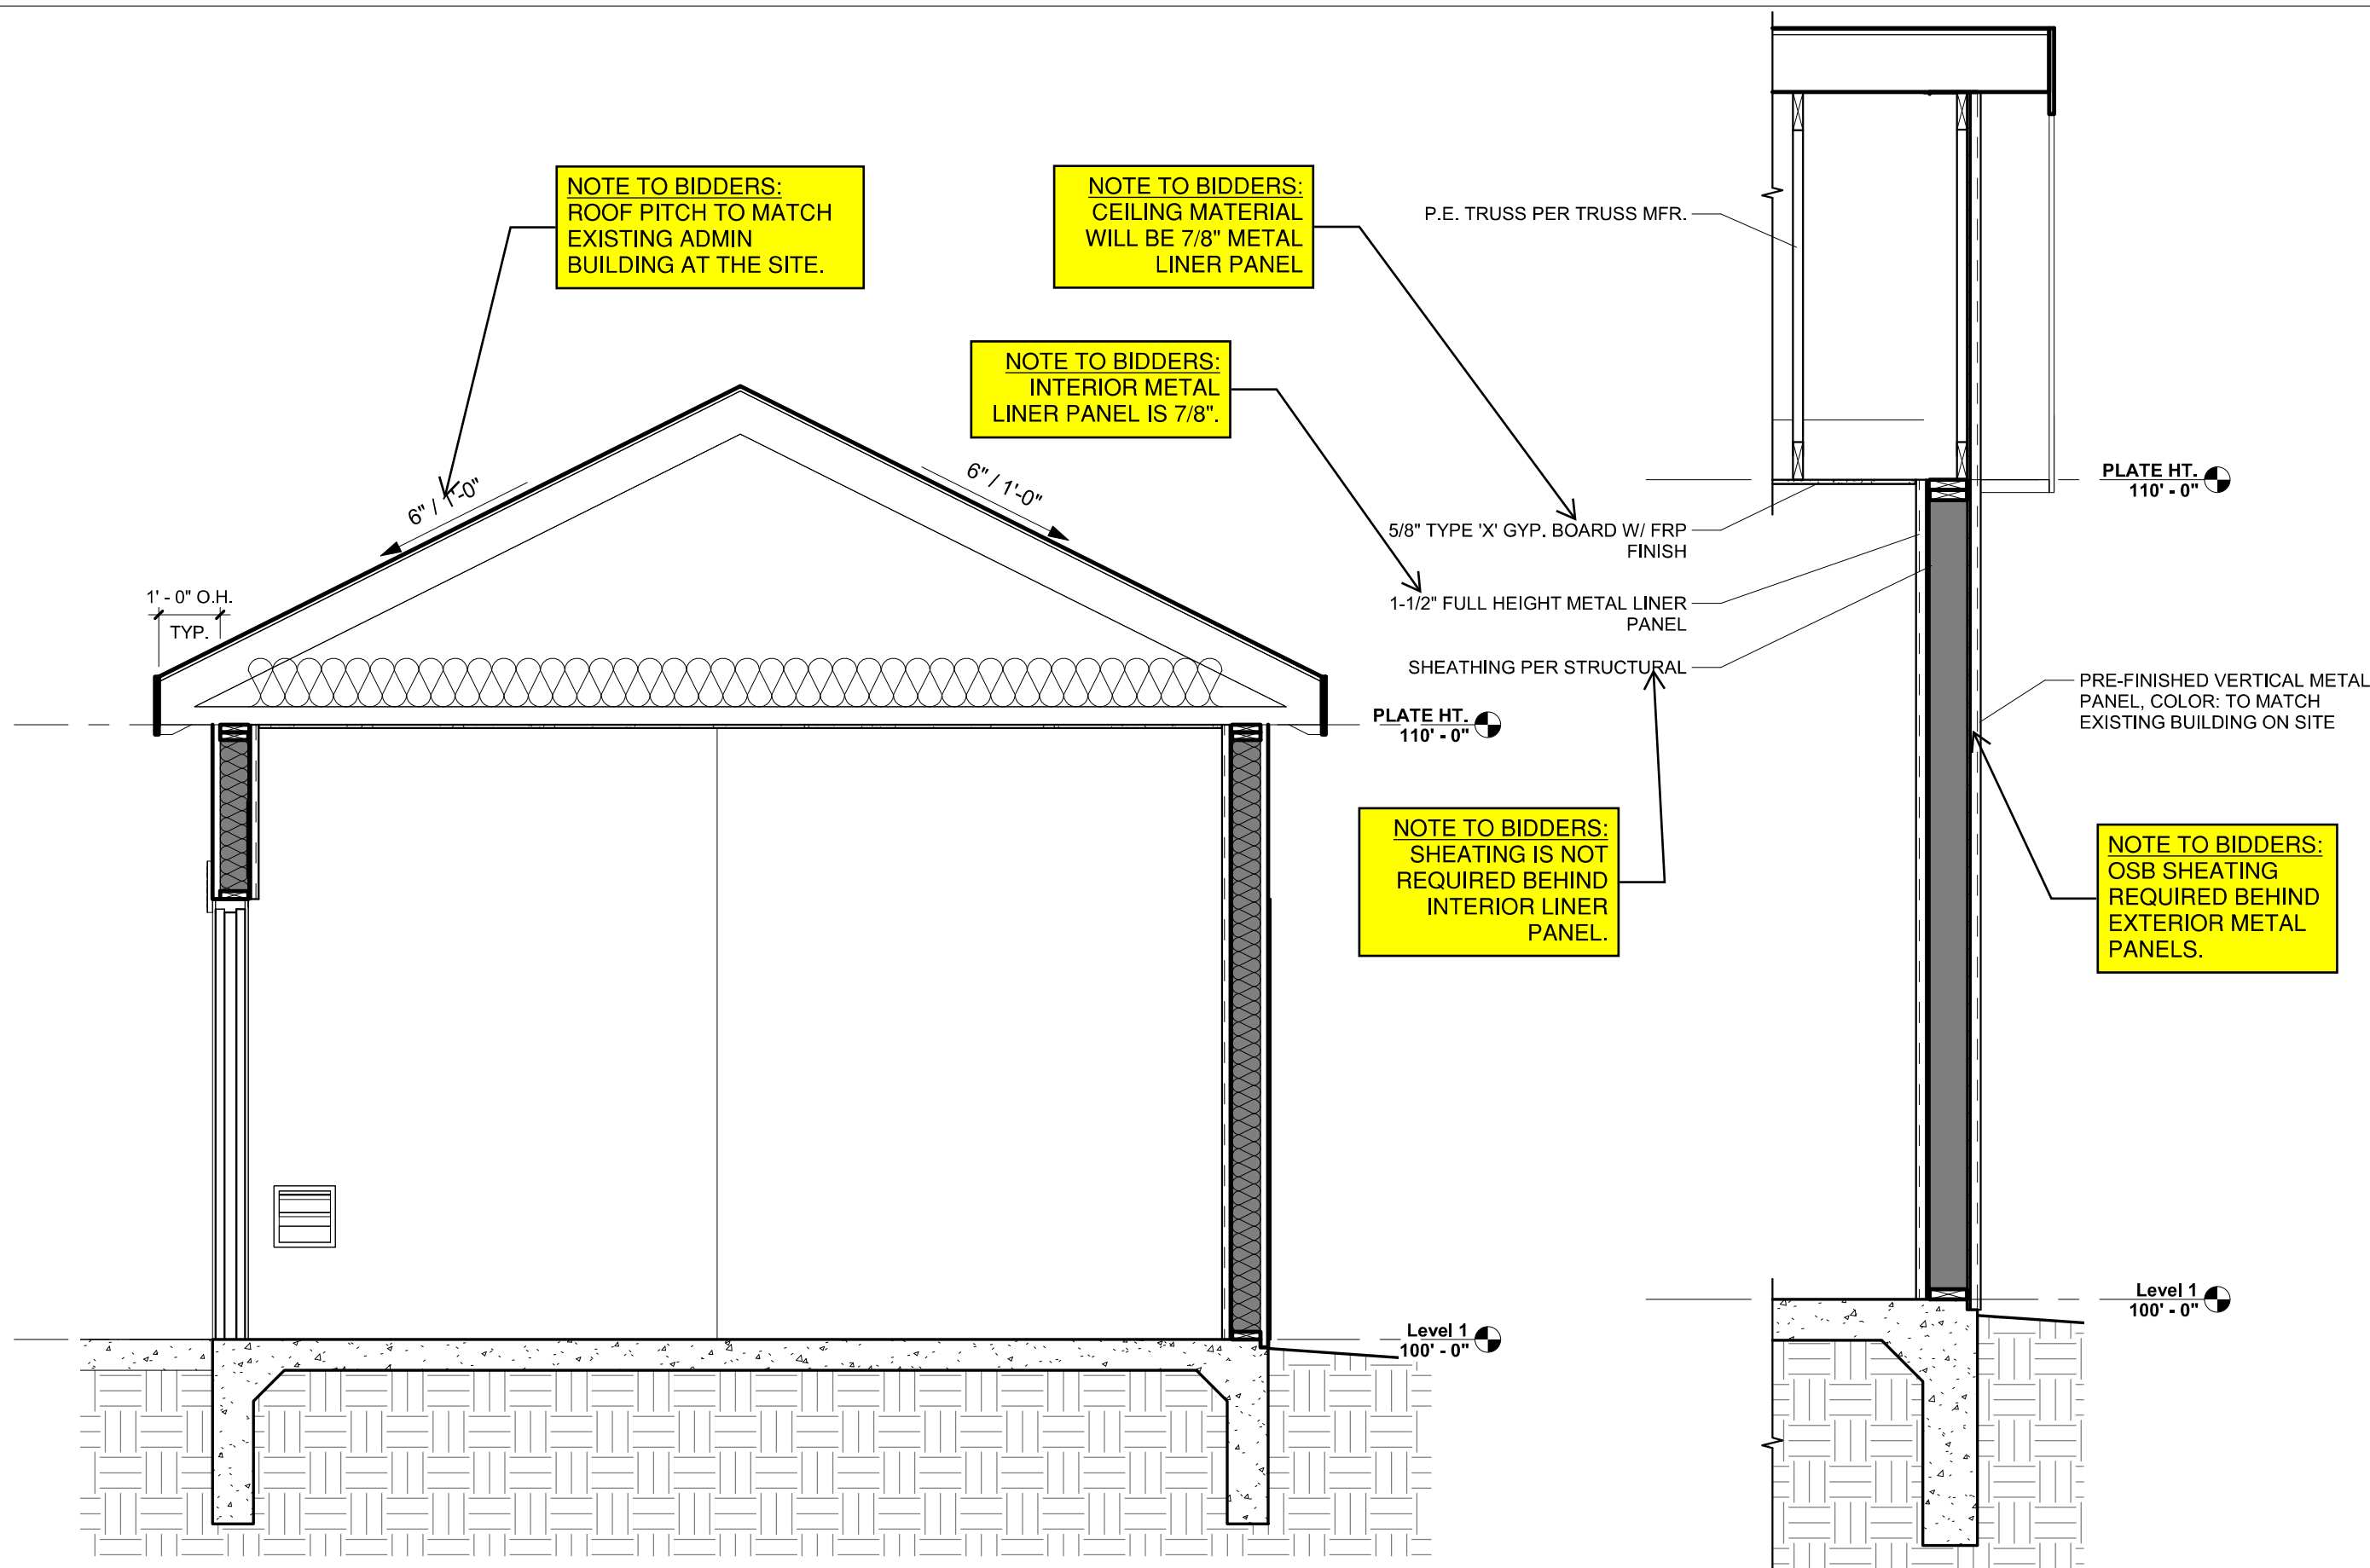 NOTE TO BIDDERS:
ROOF PITCH TO MATCH
EXISTING ADMIN
BUILDING AT THE SITE.
NOTE TO BIDDERS:
CEILING MATERIAL
WILL BE 7/8" METAL
LINER PANEL
P.E. TRUSS PER TRUSS MFR.
NOTE TO BIDDERS:
INTERIOR METAL
LINER PANEL IS 7/8".
6" / 1'-0"
6" / 1'-0"
PLATE HT.
110' - 0"
5/8" TYPE 'X' GYP. BOARD W/ FRP
FINISH
1' - 0" O.H.
TYP.
1-1/2" FULL HEIGHT METAL LINER
PANEL
SHEATHING PER STRUCTURAL
PRE-FINISHED VERTICAL METAL
PANEL, COLOR: TO MATCH
EXISTING BUILDING ON SITE
PLATE HT.
110' - 0"
NOTE TO BIDDERS:
SHEATING IS NOT
REQUIRED BEHIND
INTERIOR LINER
PANEL.
NOTE TO BIDDERS:
OSB SHEATING
REQUIRED BEHIND
EXTERIOR METAL
PANELS.
Level 1
100' - 0"
Level 1
100' - 0"